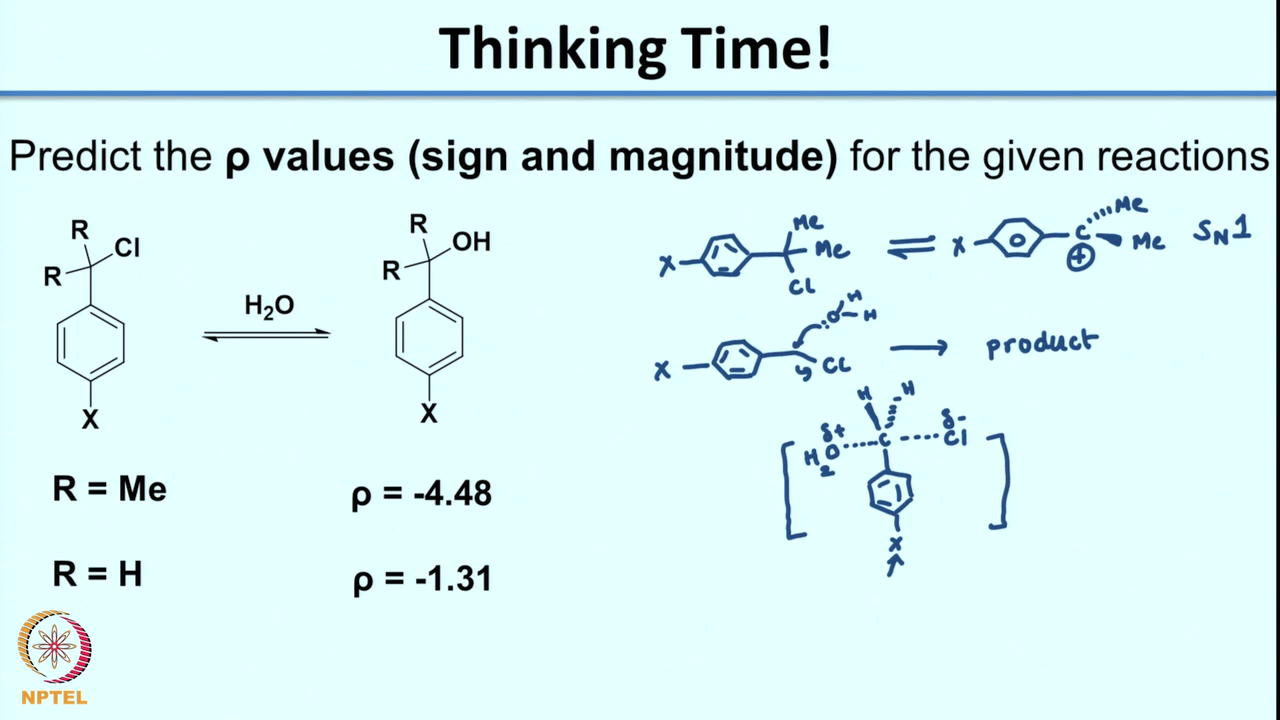 Thinking Time!
Predict the ρ values (sign and magnitude) for the given reactions
R
R
Cl
X
H₂O
R
R
OH
X
R = Me
ρ = -4.48
R = H
ρ = -1.31
X
Me
Me
Cl
X
C
⊕
Me
Me
SN1
X
Cl
:O
H
H
product
H
H
δ+
H₂O
C
δ-
Cl
X
NPTEL